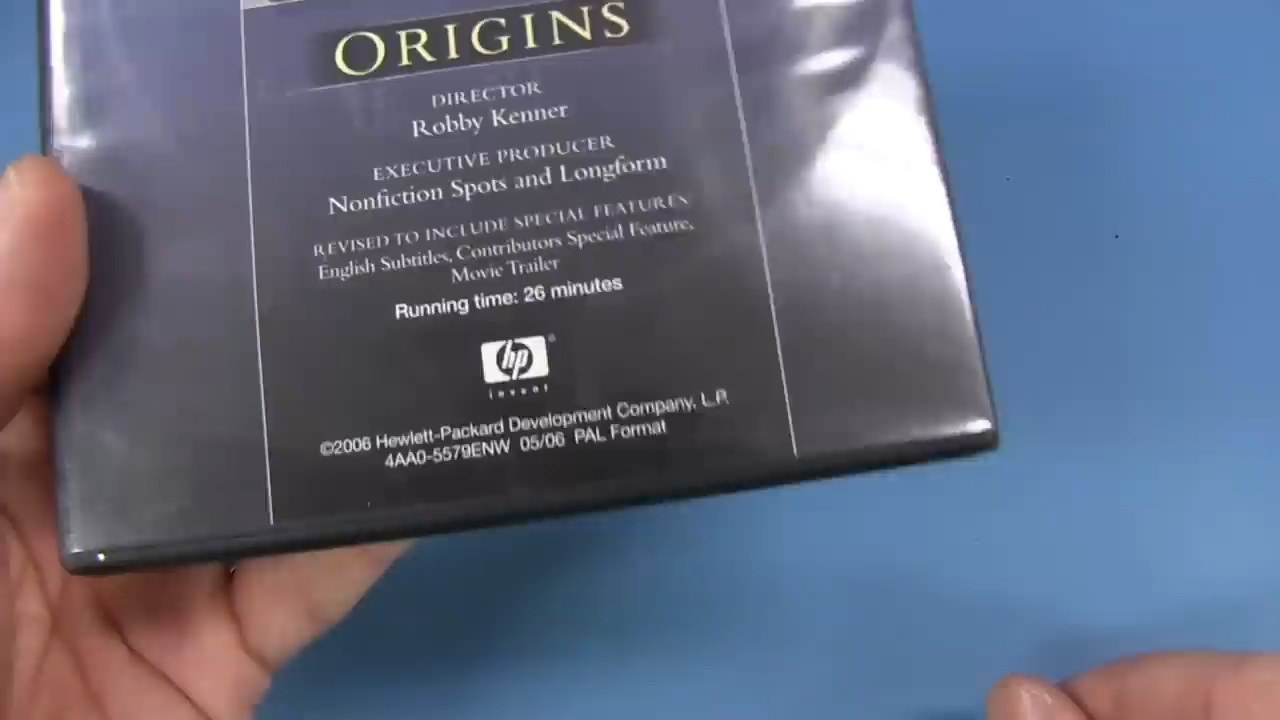 ORIGINS
DIRECTOR
Robby Kenner
EXECUTIVE PRODUCER
Nonfiction Spots and Longform
REVISED TO INCLUDE SPECIAL FEATURES
English Subtitles, Contributors Special Feature,
Movie Trailer
Running time: 26 minutes
hp®
invent
©2006 Hewlett-Packard Development Company, L.P.
4AA0-5579ENW 05/06 PAL Format